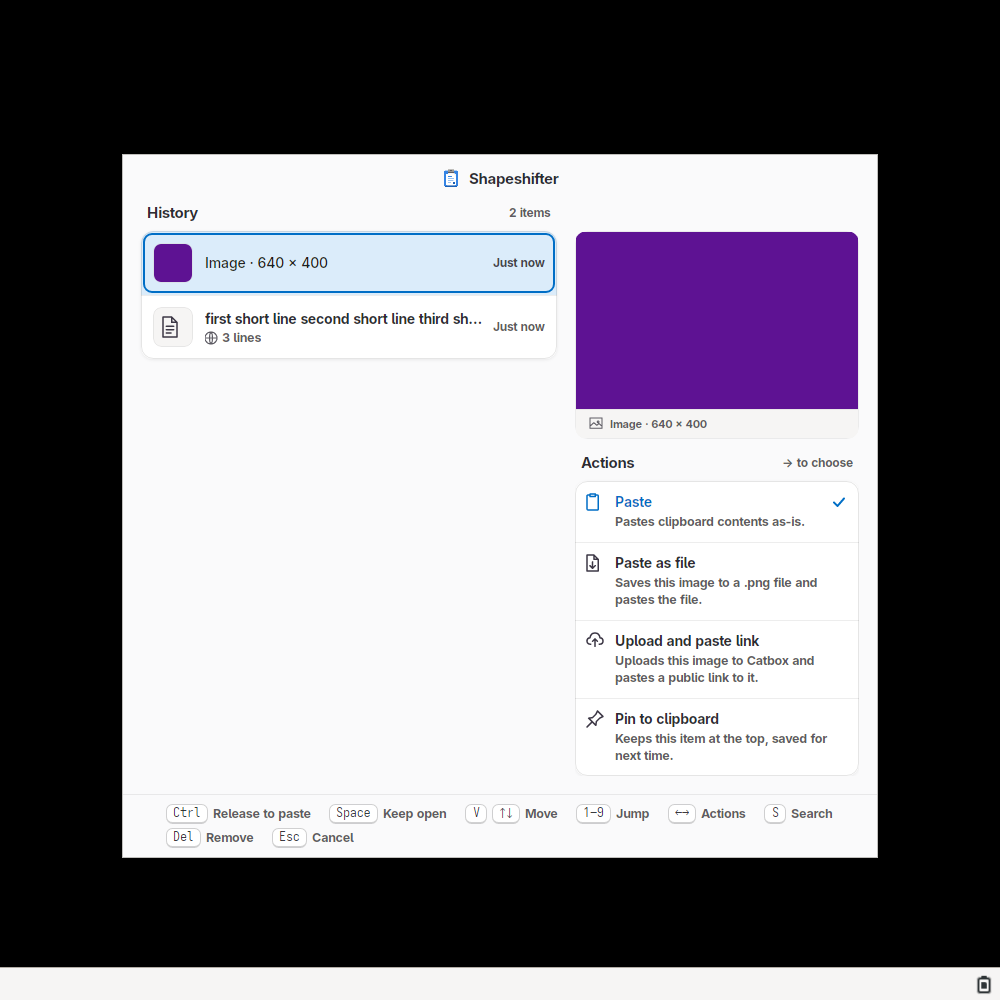 Shapeshifter
History
2 items
Image · 640 × 400
Just now
first short line second short line third sh…
3 lines
Just now
Image · 640 × 400
Actions
→ to choose
Paste
Pastes clipboard contents as-is.
Paste as file
Saves this image to a .png file and
pastes the file.
Upload and paste link
Uploads this image to Catbox and
pastes a public link to it.
Pin to clipboard
Keeps this item at the top, saved for
next time.
Ctrl Release to paste Space Keep open V ↑↓ Move 1–9 Jump ←→ Actions S Search
Del Remove Esc Cancel